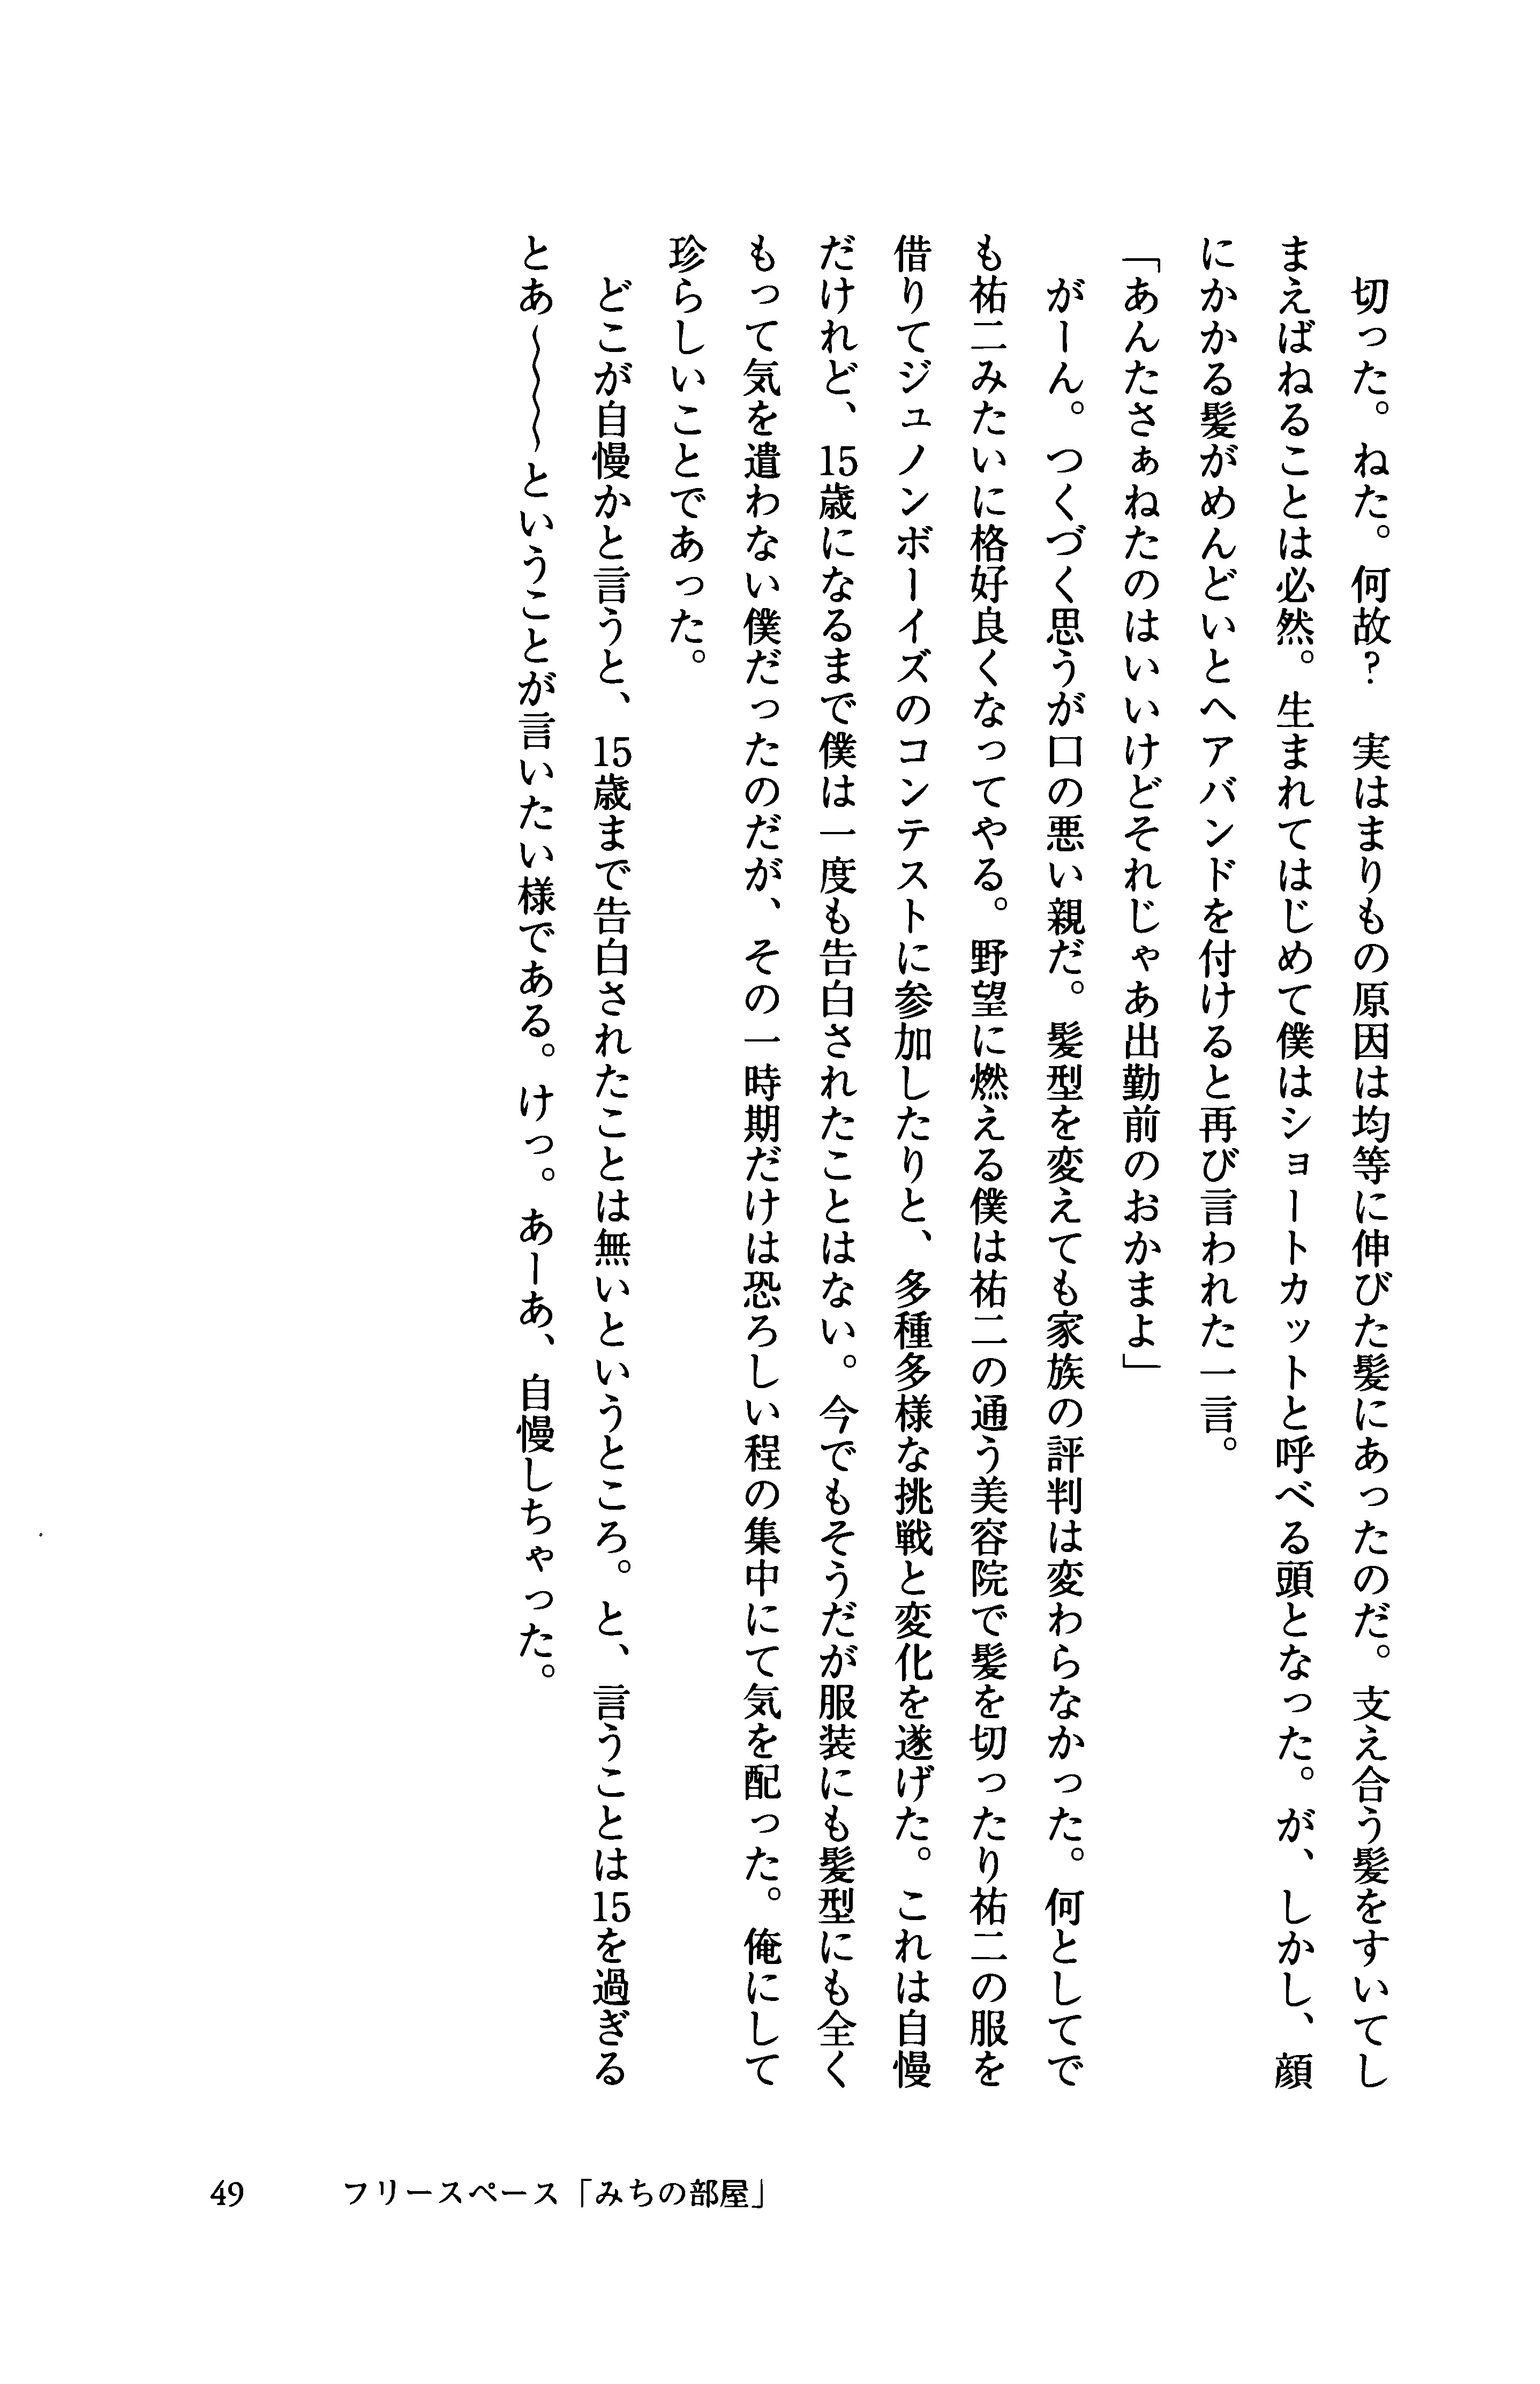 切った。ねた。何故？　実はまりもの原因は均等に伸びた髪にあったのだ。支え合う髪をすいてし
まえばねることは必然。生まれてはじめて僕はショートカットと呼べる頭となった。が、しかし、顔
にかかる髪がめんどいとヘアバンドを付けると再び言われた一言。
「あんたさぁねたのはいいけどそれじゃあ出勤前のおかまよ」
　がーん。つくづく思うが口の悪い親だ。髪型を変えても家族の評判は変わらなかった。何としてで
も祐二みたいに格好良くなってやる。野望に燃える僕は祐二の通う美容院で髪を切ったり祐二の服を
借りてジュノンボーイズのコンテストに参加したりと、多種多様な挑戦と変化を遂げた。これは自慢
だけれど、15歳になるまで僕は一度も告白されたことはない。今でもそうだが服装にも髪型にも全く
もって気を遣わない僕だったのだが、その一時期だけは恐ろしい程の集中にて気を配った。俺にして
珍らしいことであった。
　どこが自慢かと言うと、15歳まで告白されたことは無いというところ。と、言うことは15を過ぎる
とあ〜〜〜ということが言いたい様である。けっ。あーあ、自慢しちゃった。
49　フリースペース「みちの部屋」